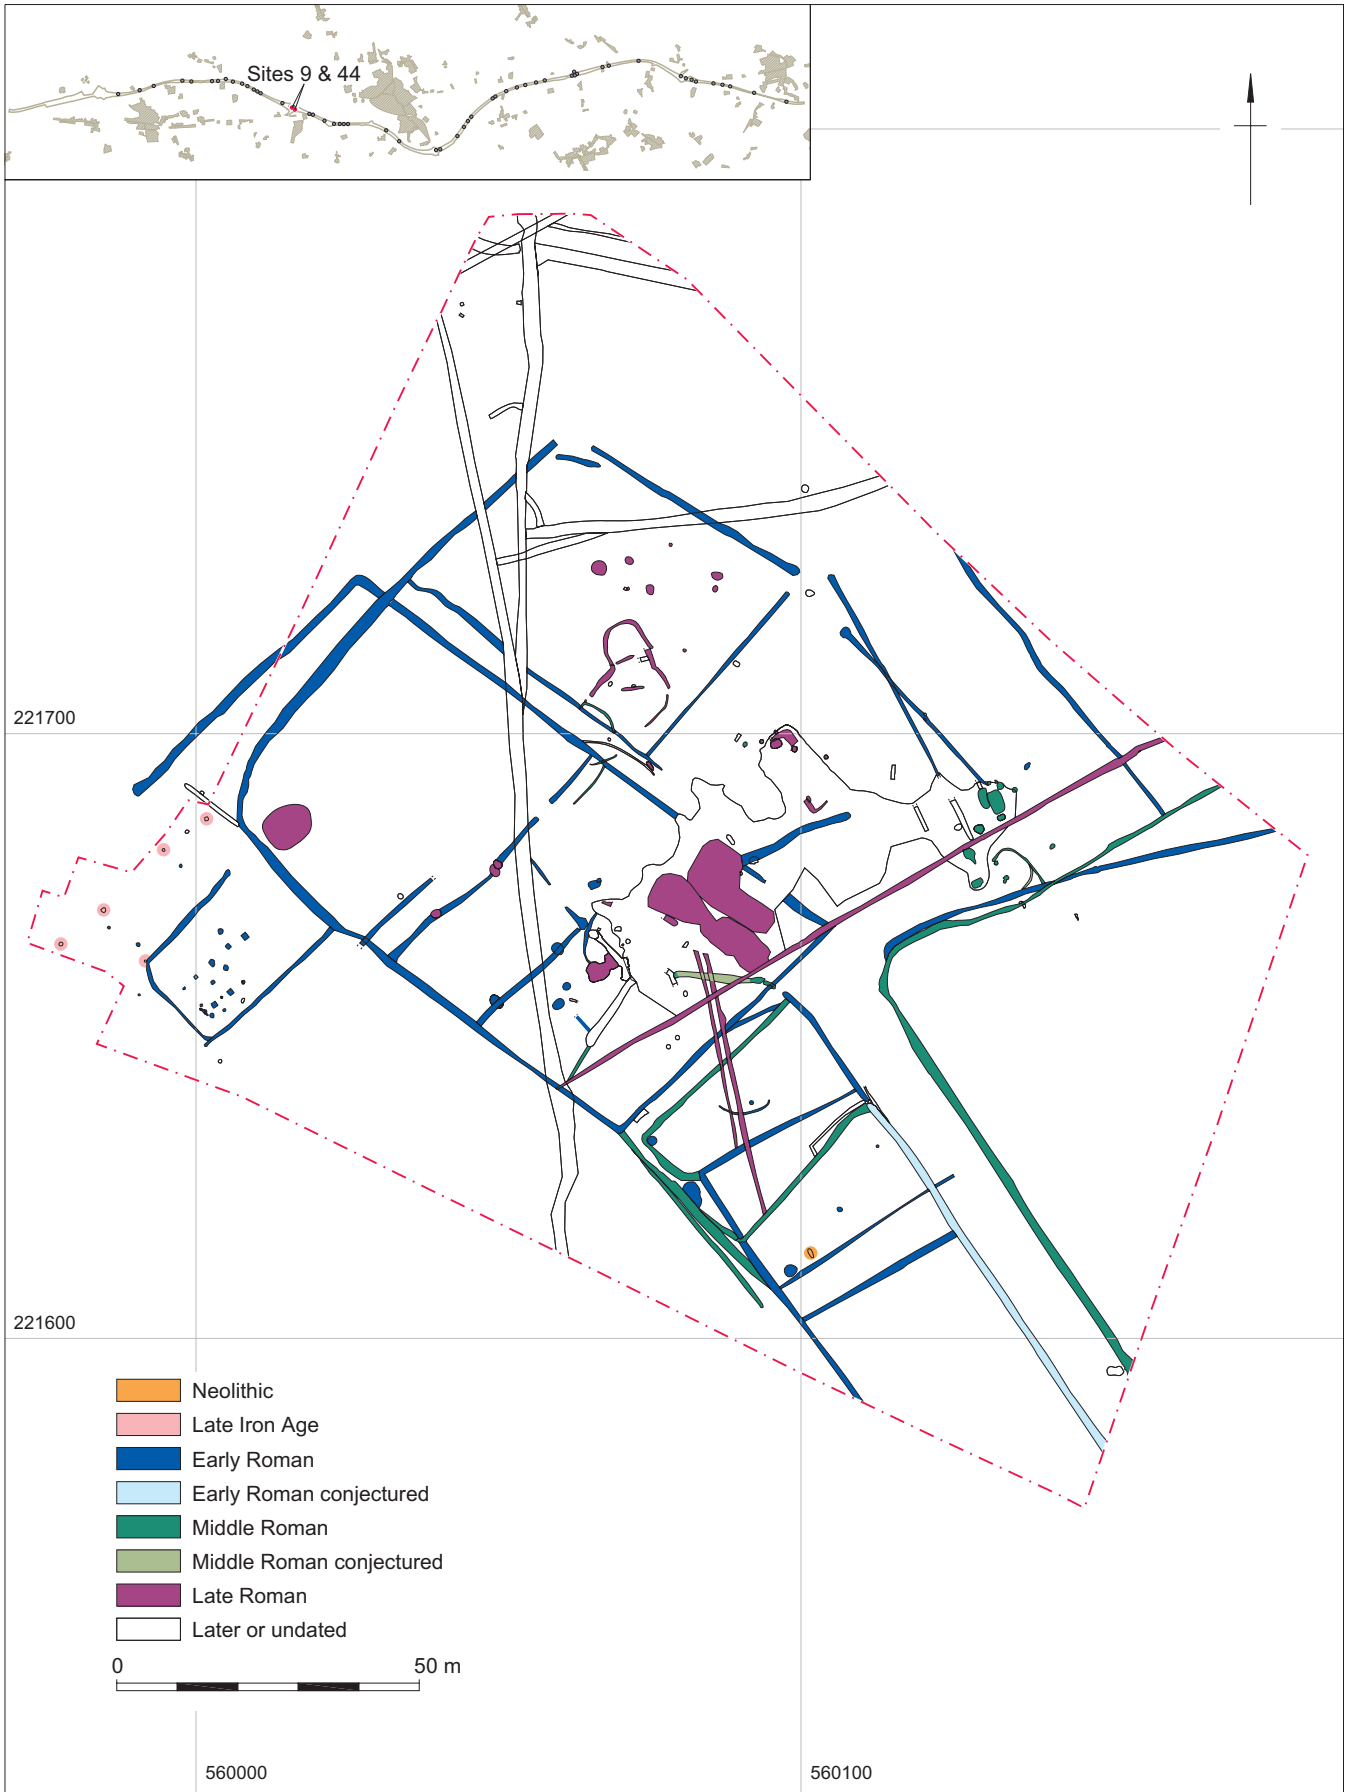 Sites 9 & 44
221700
221600
Neolithic
Late Iron Age
Early Roman
Early Roman conjectured
Middle Roman
Middle Roman conjectured
Late Roman
Later or undated
0 50 m
560000 560100